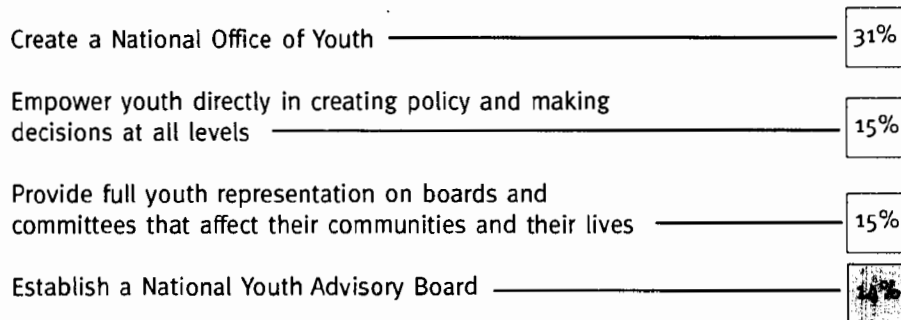 Create a National Office of Youth 31%
Empower youth directly in creating policy and making
decisions at all levels 15%
Provide full youth representation on boards and
committees that affect their communities and their lives 15%
Establish a National Youth Advisory Board 14%